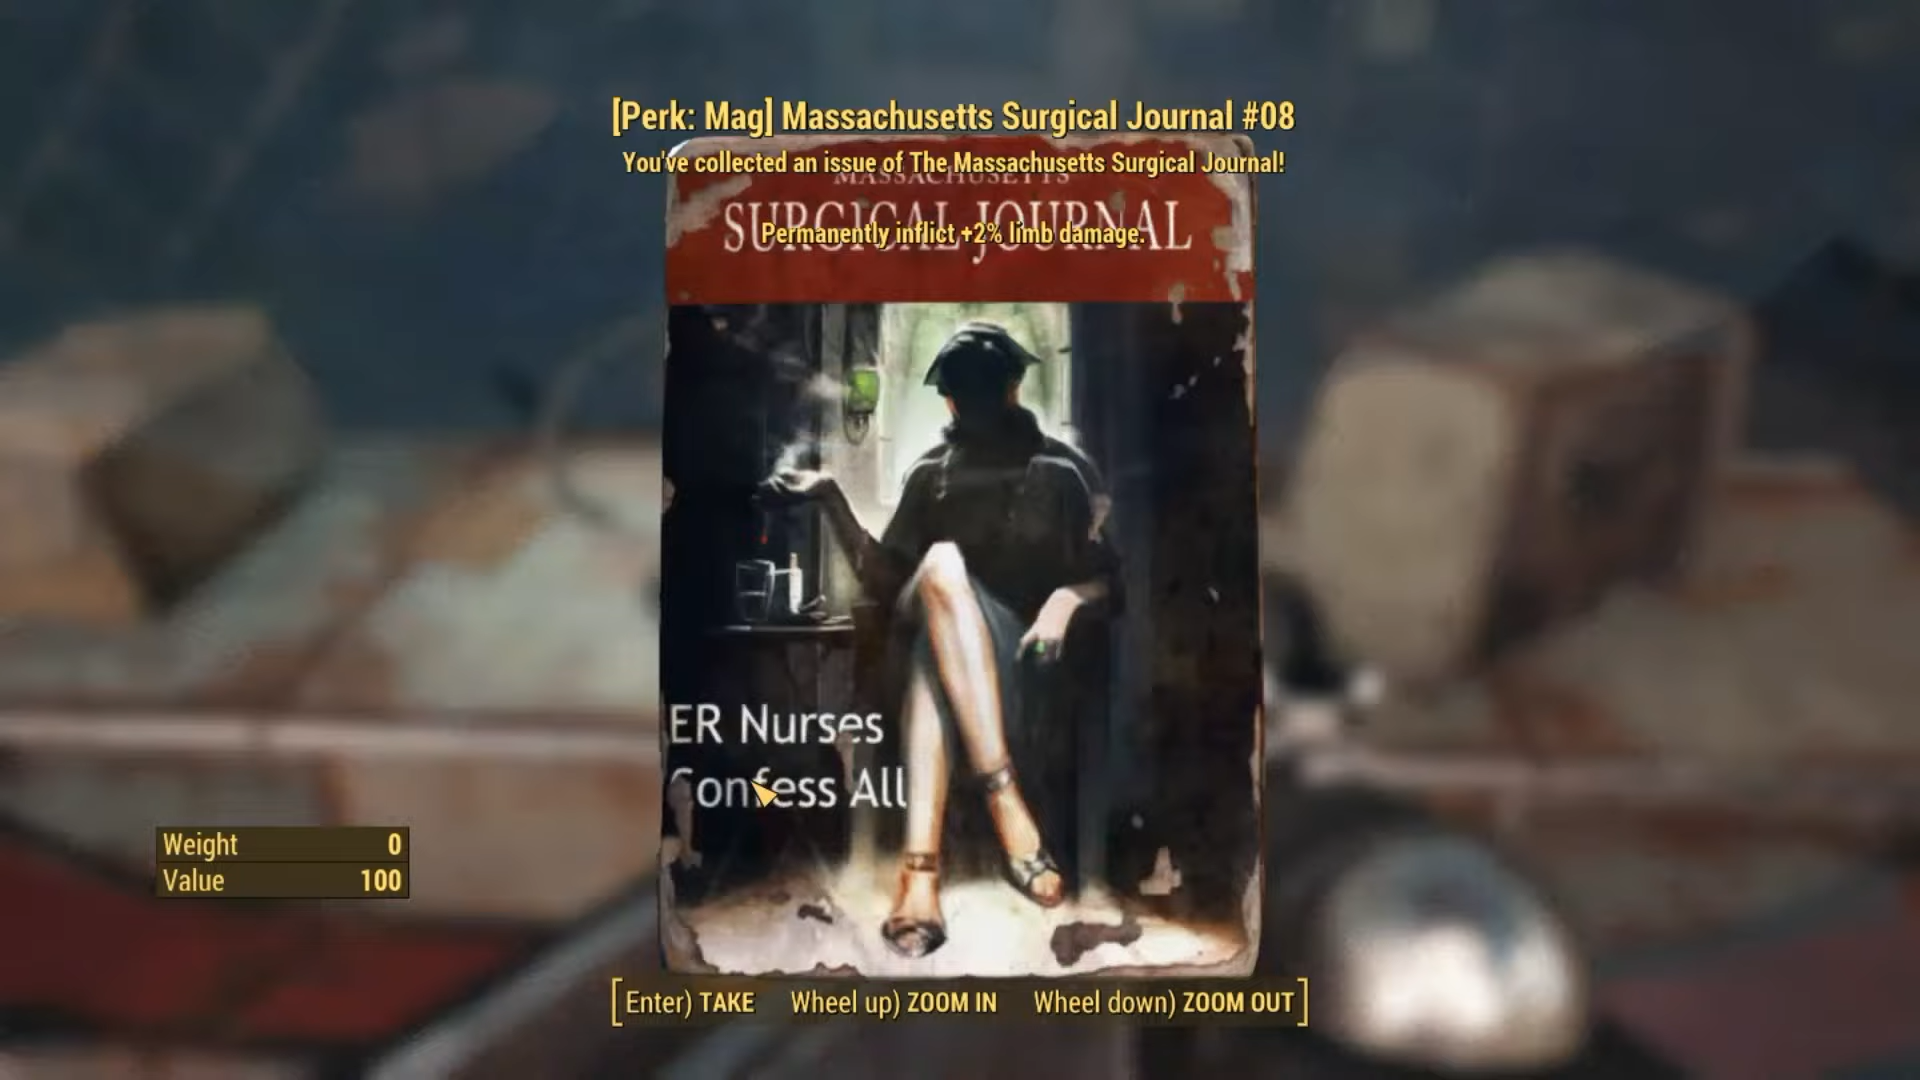 [Perk: Mag] Massachusetts Surgical Journal #08
You've collected an issue of The Massachusetts Surgical Journal!
MASSACHUSETTS
SURGICAL JOURNAL
Permanently inflict +2% limb damage.
ER Nurses
Confess All
Weight 0
Value 100
[Enter) TAKE Wheel up) ZOOM IN Wheel down) ZOOM OUT]